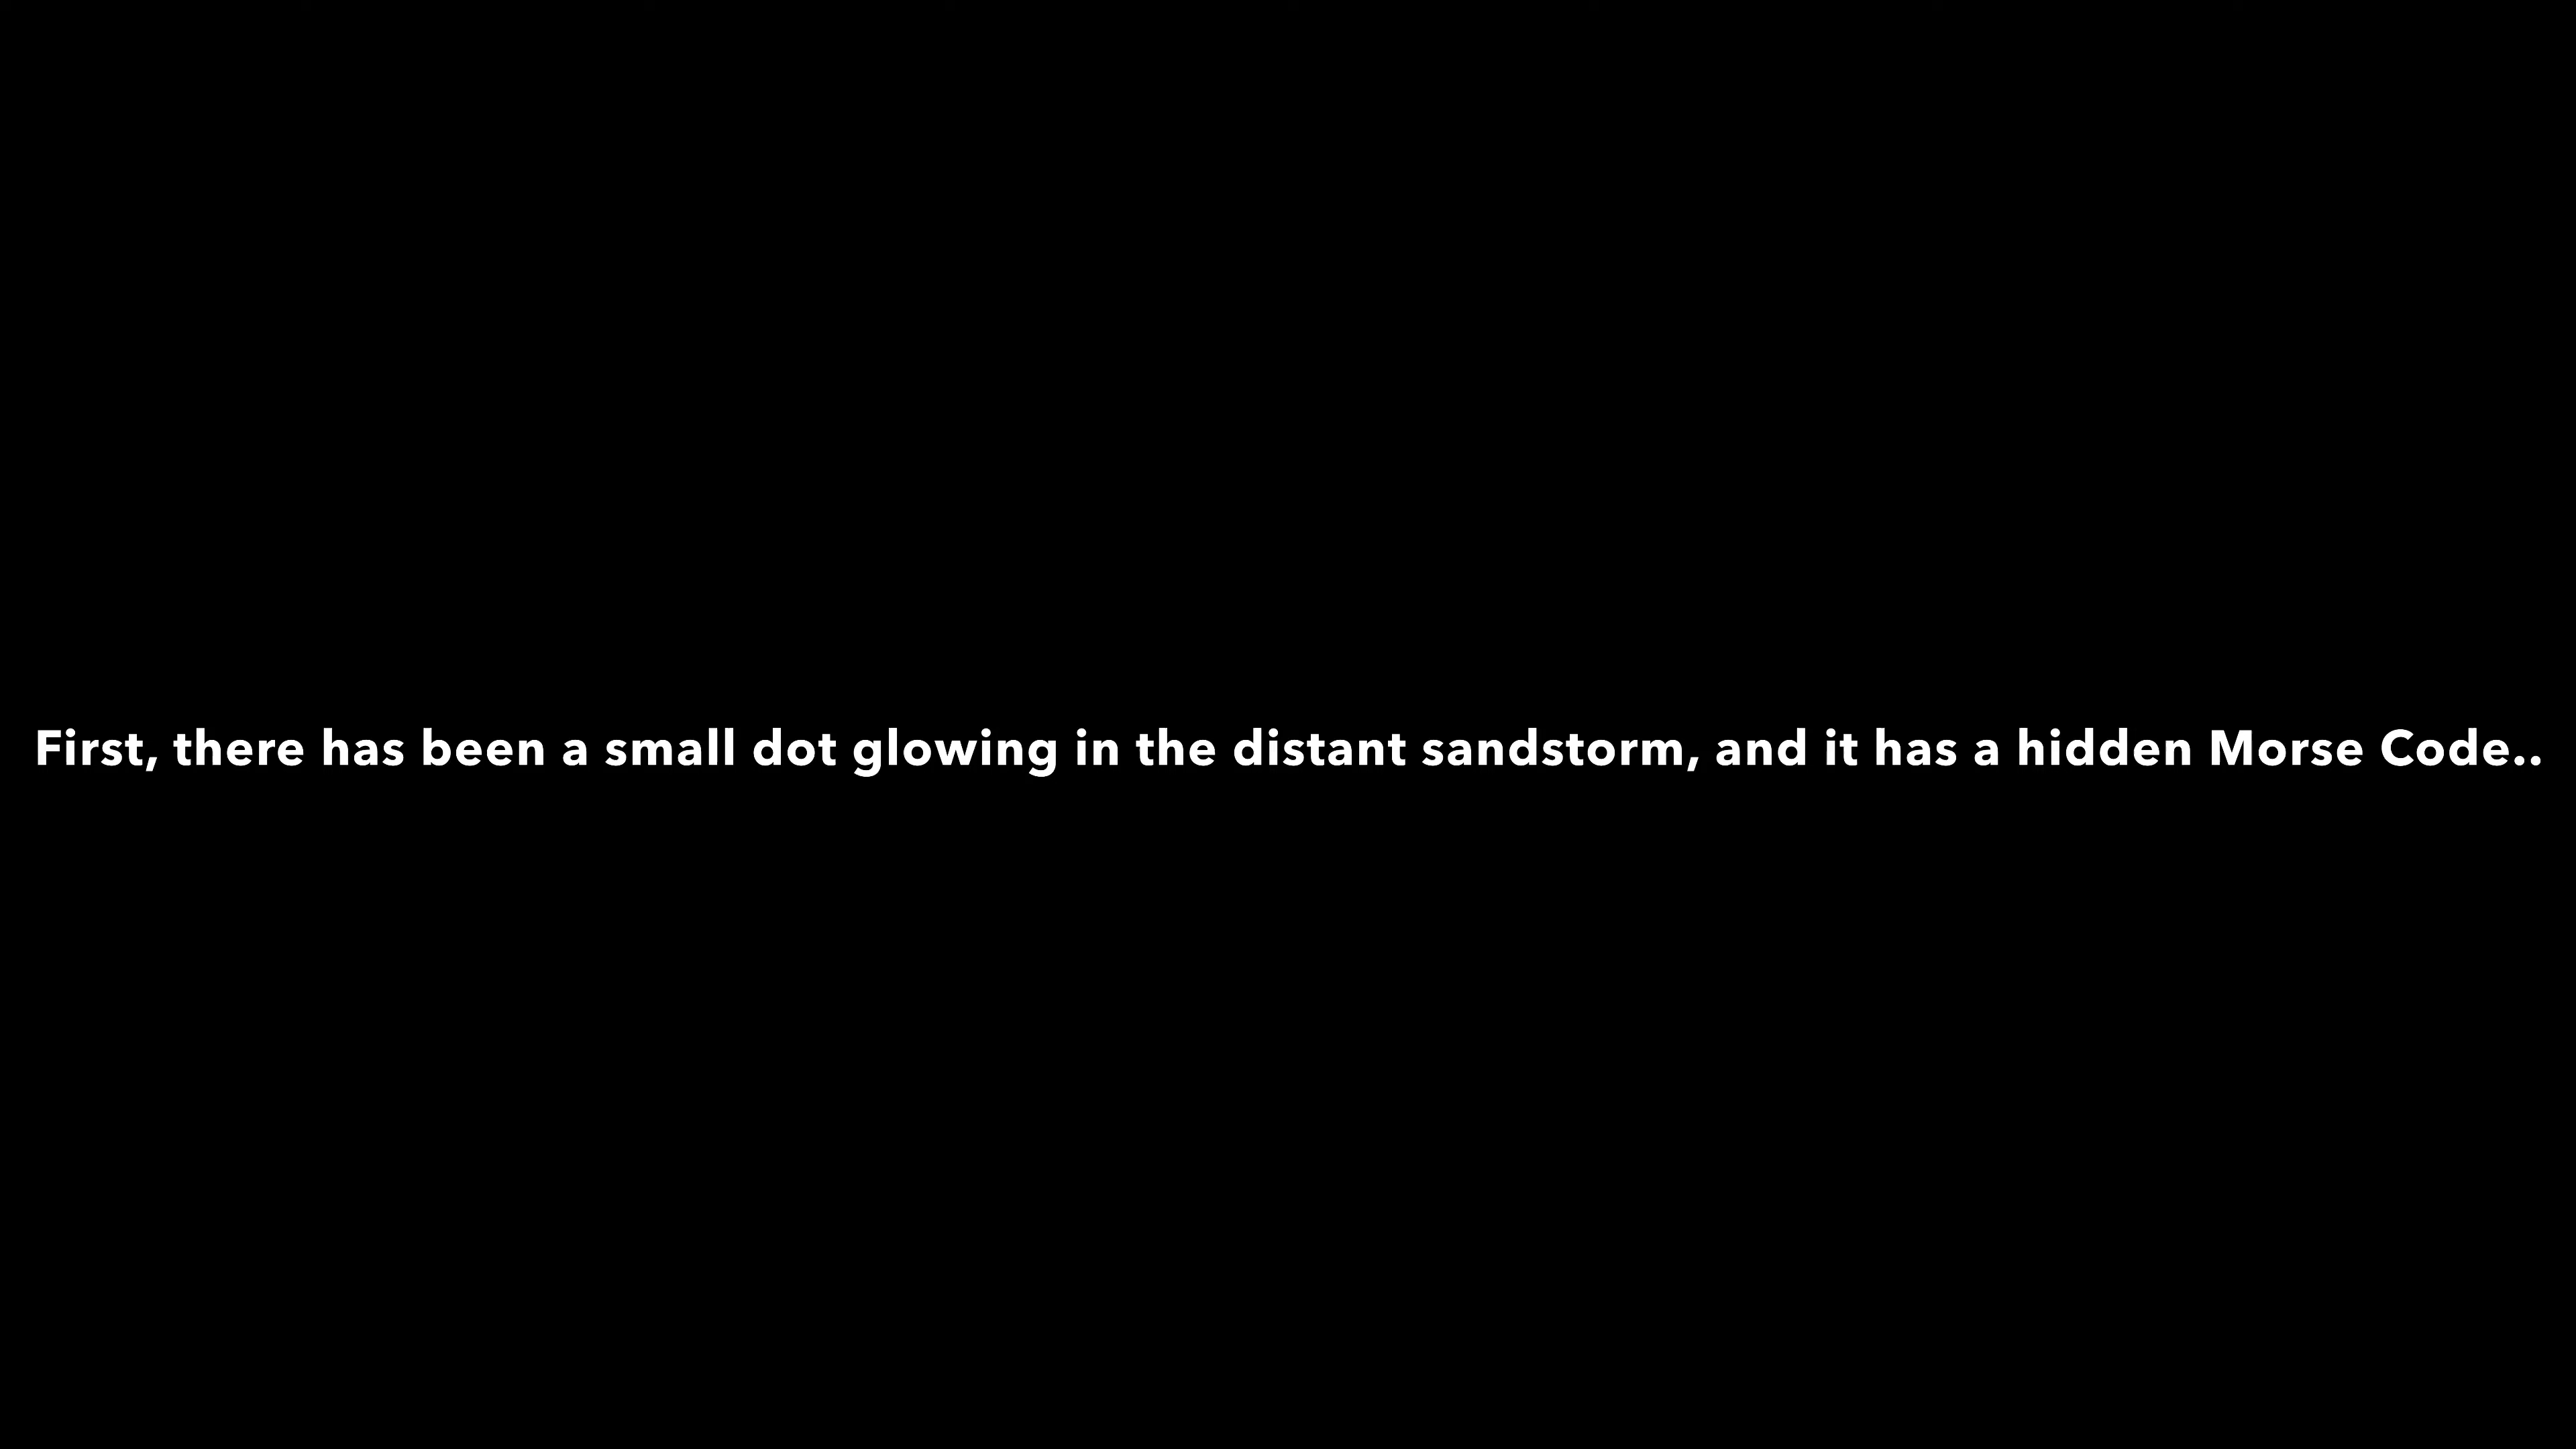 First, there has been a small dot glowing in the distant sandstorm, and it has a hidden Morse Code..